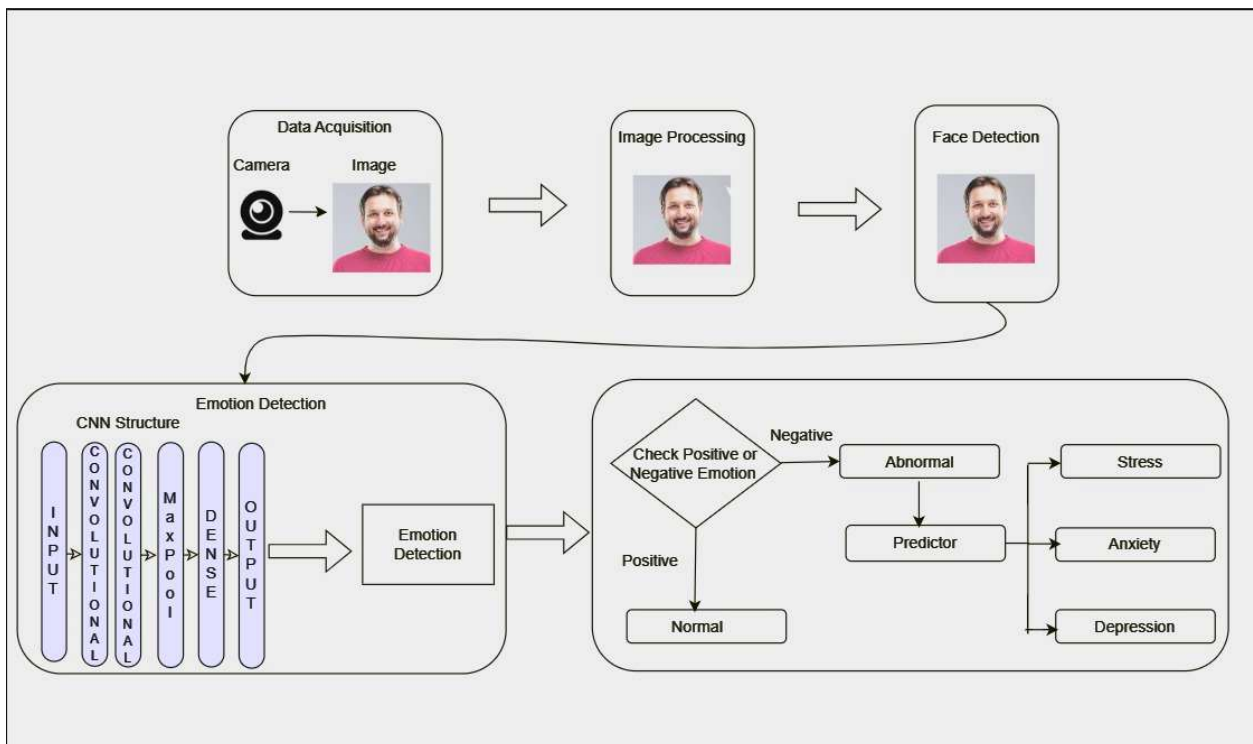 Data Acquisition
Camera
Image
Image Processing
Face Detection
Emotion Detection
CNN Structure
INPUT
CONVOLUTIONAL
CONVOLUTIONAL
MaxPool
DENSE
OUTPUT
Emotion
Detection
Check Positive or
Negative Emotion
Negative
Positive
Normal
Abnormal
Predictor
Stress
Anxiety
Depression